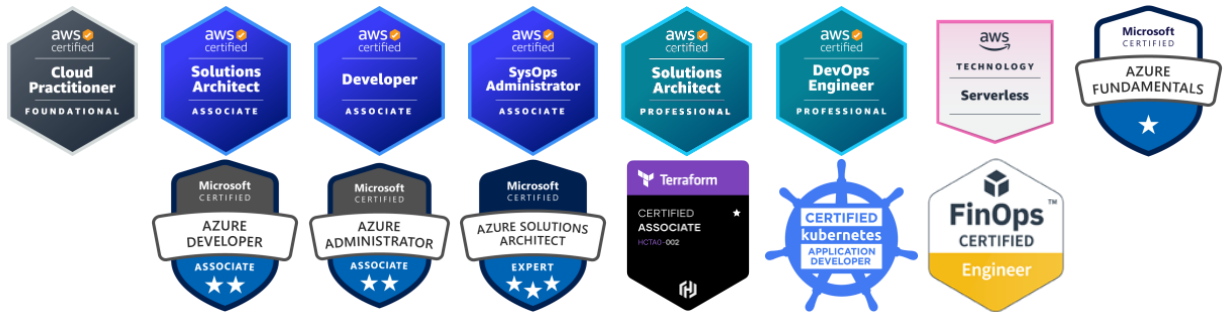 aws
certified
Cloud
Practitioner
FOUNDATIONAL
aws
certified
Solutions
Architect
ASSOCIATE
aws
certified
Developer
ASSOCIATE
aws
certified
SysOps
Administrator
ASSOCIATE
aws
certified
Solutions
Architect
PROFESSIONAL
aws
certified
DevOps
Engineer
PROFESSIONAL
aws
TECHNOLOGY
Serverless
Microsoft
CERTIFIED
AZURE
FUNDAMENTALS
Microsoft
CERTIFIED
AZURE
DEVELOPER
ASSOCIATE
Microsoft
CERTIFIED
AZURE
ADMINISTRATOR
ASSOCIATE
Microsoft
CERTIFIED
AZURE SOLUTIONS
ARCHITECT
EXPERT
Terraform
CERTIFIED
ASSOCIATE
HCTA0-002
CERTIFIED
kubernetes
APPLICATION
DEVELOPER
FinOps™
CERTIFIED
Engineer